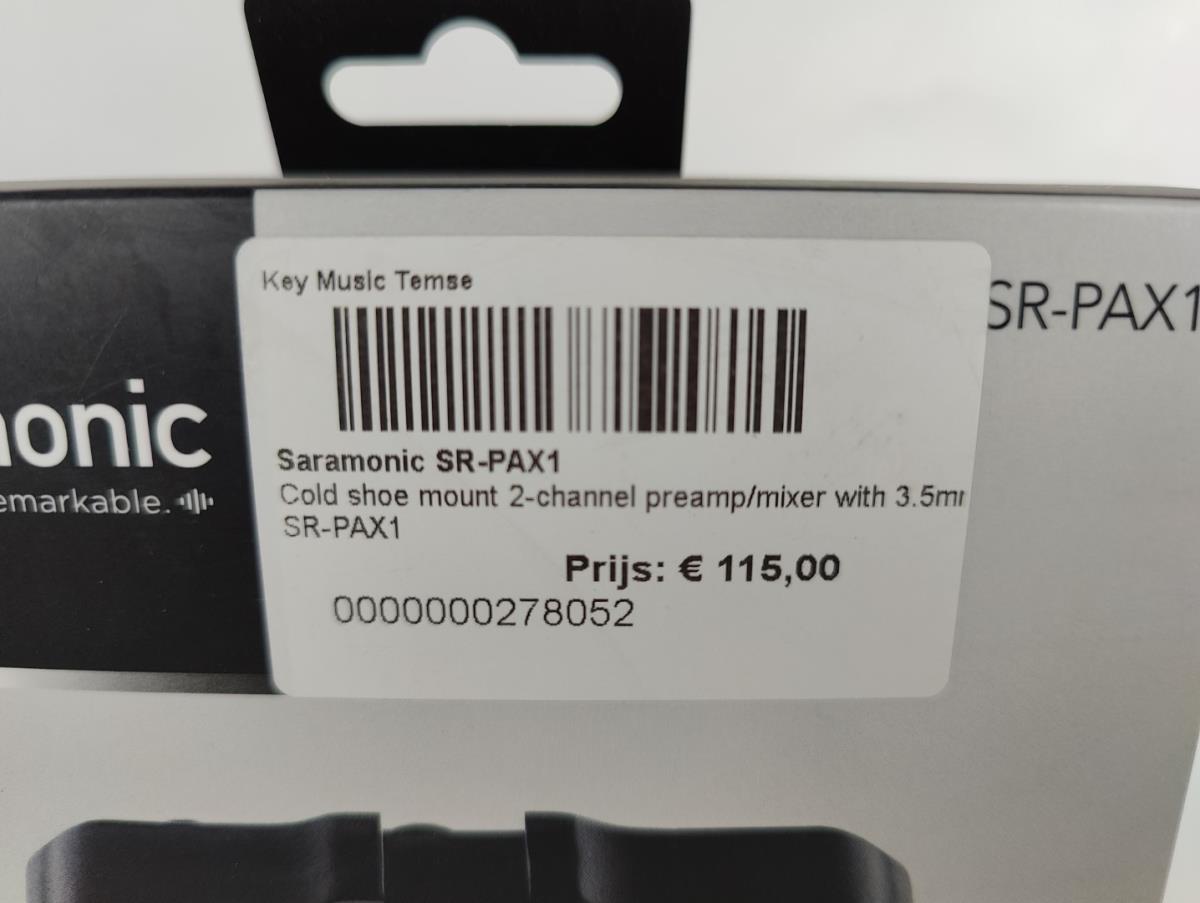 Key Music Temse
SR-PAX1
onic
emarkable.
Saramonic SR-PAX1
Cold shoe mount 2-channel preamp/mixer with 3.5m
SR-PAX1
Prijs: € 115,00
0000000278052